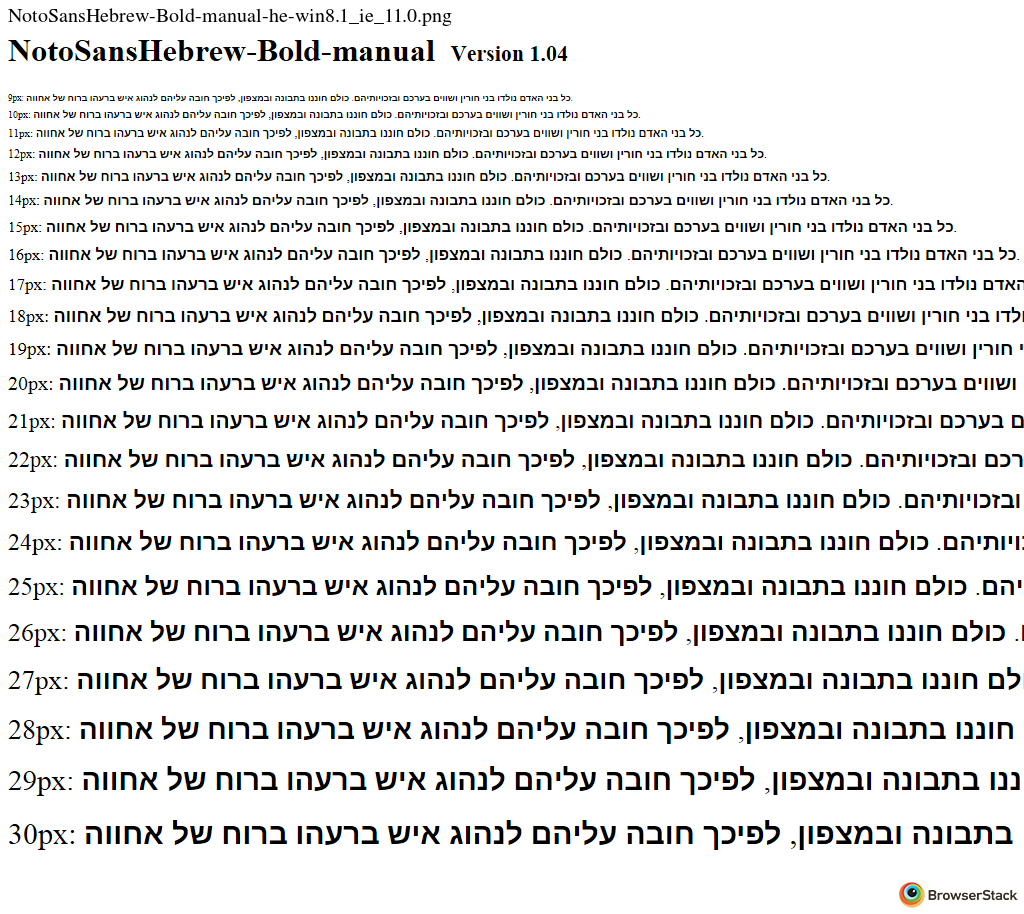 NotoSansHebrew-Bold-manual-he-win8.1_ie_11.0.png
NotoSansHebrew-Bold-manual Version 1.04
9px: כל בני האדם נולדו בני חורין ושווים בערכם ובזכויותיהם. כולם חוננו בתבונה ובמצפון, לפיכך חובה עליהם לנהוג איש ברעהו ברוח של אחווה.
10px: כל בני האדם נולדו בני חורין ושווים בערכם ובזכויותיהם. כולם חוננו בתבונה ובמצפון, לפיכך חובה עליהם לנהוג איש ברעהו ברוח של אחווה.
11px: כל בני האדם נולדו בני חורין ושווים בערכם ובזכויותיהם. כולם חוננו בתבונה ובמצפון, לפיכך חובה עליהם לנהוג איש ברעהו ברוח של אחווה.
12px: כל בני האדם נולדו בני חורין ושווים בערכם ובזכויותיהם. כולם חוננו בתבונה ובמצפון, לפיכך חובה עליהם לנהוג איש ברעהו ברוח של אחווה.
13px: כל בני האדם נולדו בני חורין ושווים בערכם ובזכויותיהם. כולם חוננו בתבונה ובמצפון, לפיכך חובה עליהם לנהוג איש ברעהו ברוח של אחווה.
14px: כל בני האדם נולדו בני חורין ושווים בערכם ובזכויותיהם. כולם חוננו בתבונה ובמצפון, לפיכך חובה עליהם לנהוג איש ברעהו ברוח של אחווה.
15px: כל בני האדם נולדו בני חורין ושווים בערכם ובזכויותיהם. כולם חוננו בתבונה ובמצפון, לפיכך חובה עליהם לנהוג איש ברעהו ברוח של אחווה.
16px: כל בני האדם נולדו בני חורין ושווים בערכם ובזכויותיהם. כולם חוננו בתבונה ובמצפון, לפיכך חובה עליהם לנהוג איש ברעהו ברוח של אחווה.
17px: האדם נולדו בני חורין ושווים בערכם ובזכויותיהם. כולם חוננו בתבונה ובמצפון, לפיכך חובה עליהם לנהוג איש ברעהו ברוח של אחווה
18px: בני חורין ושווים בערכם ובזכויותיהם. כולם חוננו בתבונה ובמצפון, לפיכך חובה עליהם לנהוג איש ברעהו ברוח של אחווה
19px: חורין ושווים בערכם ובזכויותיהם. כולם חוננו בתבונה ובמצפון, לפיכך חובה עליהם לנהוג איש ברעהו ברוח של אחווה
20px: ושווים בערכם ובזכויותיהם. כולם חוננו בתבונה ובמצפון, לפיכך חובה עליהם לנהוג איש ברעהו ברוח של אחווה
21px: בערכם ובזכויותיהם. כולם חוננו בתבונה ובמצפון, לפיכך חובה עליהם לנהוג איש ברעהו ברוח של אחווה
22px: ובזכויותיהם. כולם חוננו בתבונה ובמצפון, לפיכך חובה עליהם לנהוג איש ברעהו ברוח של אחווה
23px: ובזכויותיהם. כולם חוננו בתבונה ובמצפון, לפיכך חובה עליהם לנהוג איש ברעהו ברוח של אחווה
24px: כולם חוננו בתבונה ובמצפון, לפיכך חובה עליהם לנהוג איש ברעהו ברוח של אחווה
25px: כולם חוננו בתבונה ובמצפון, לפיכך חובה עליהם לנהוג איש ברעהו ברוח של אחווה
26px: כולם חוננו בתבונה ובמצפון, לפיכך חובה עליהם לנהוג איש ברעהו ברוח של אחווה
27px: חוננו בתבונה ובמצפון, לפיכך חובה עליהם לנהוג איש ברעהו ברוח של אחווה
28px: חוננו בתבונה ובמצפון, לפיכך חובה עליהם לנהוג איש ברעהו ברוח של אחווה
29px: בתבונה ובמצפון, לפיכך חובה עליהם לנהוג איש ברעהו ברוח של אחווה
30px: בתבונה ובמצפון, לפיכך חובה עליהם לנהוג איש ברעהו ברוח של אחווה
BrowserStack